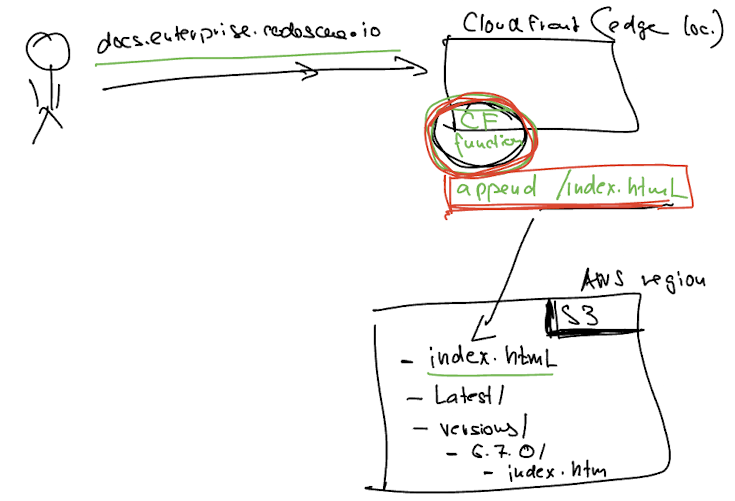 docs.enterprise.redoscan.io
CloudFront (edge loc.)
CF
function
append /index.html
AWS region
S3
- index.html
- Latest/
- versions/
- 6.7.0/
- index.htm